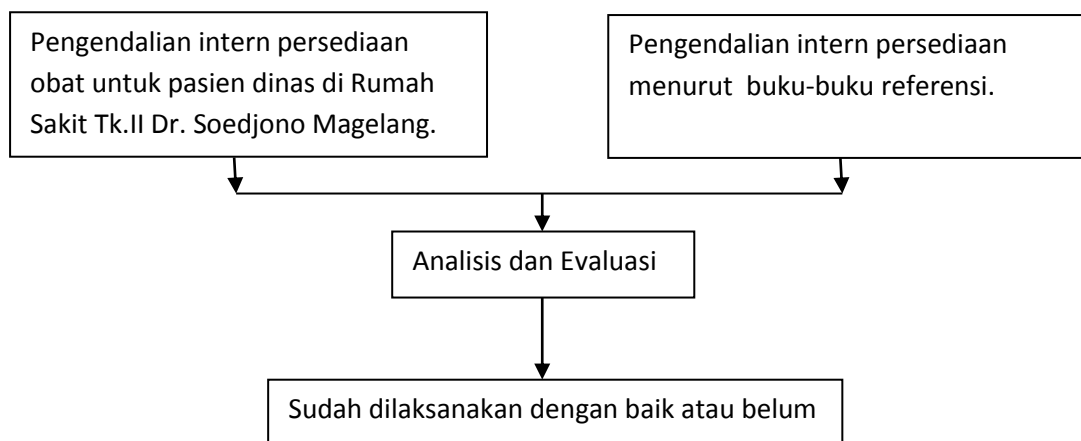 Pengendalian intern persediaan
obat untuk pasien dinas di Rumah
Sakit Tk.II Dr. Soedjono Magelang.
Pengendalian intern persediaan
menurut buku-buku referensi.
Analisis dan Evaluasi
Sudah dilaksanakan dengan baik atau belum